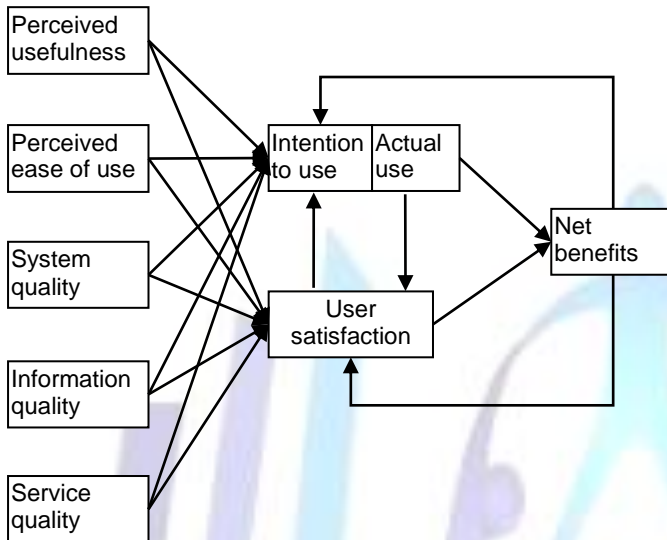 Perceived
usefulness
Perceived
ease of use
System
quality
Information
quality
Service
quality
Intention
to use
Actual
use
User
satisfaction
Net
benefits